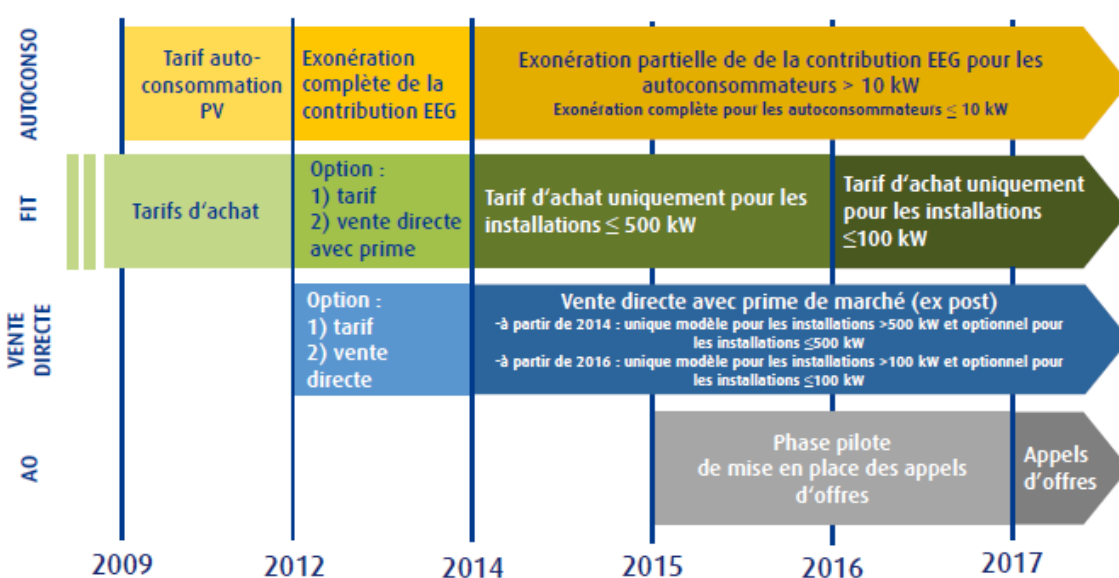 AUTOCONSO
Tarif auto-
consommation
PV
Exonération
complète de la
contribution EEG
Exonération partielle de de la contribution EEG pour les
autoconsommateurs > 10 kW
Exonération complète pour les autoconsommateurs ≤ 10 kW
FIT
Tarifs d'achat
Option :
1) tarif
2) vente directe
avec prime
Tarif d'achat uniquement pour les
installations ≤ 500 kW
Tarif d'achat uniquement
pour les installations
≤100 kW
VENTE
DIRECTE
Option :
1) tarif
2) vente
directe
Vente directe avec prime de marché (ex post)
-à partir de 2014 : unique modèle pour les installations >500 kW et optionnel pour
les installations ≤500 kW
-à partir de 2016 : unique modèle pour les installations >100 kW et optionnel pour
les installations ≤100 kW
AO
Phase pilote
de mise en place des appels
d'offres
Appels
d'offres
2009
2012
2014
2015
2016
2017